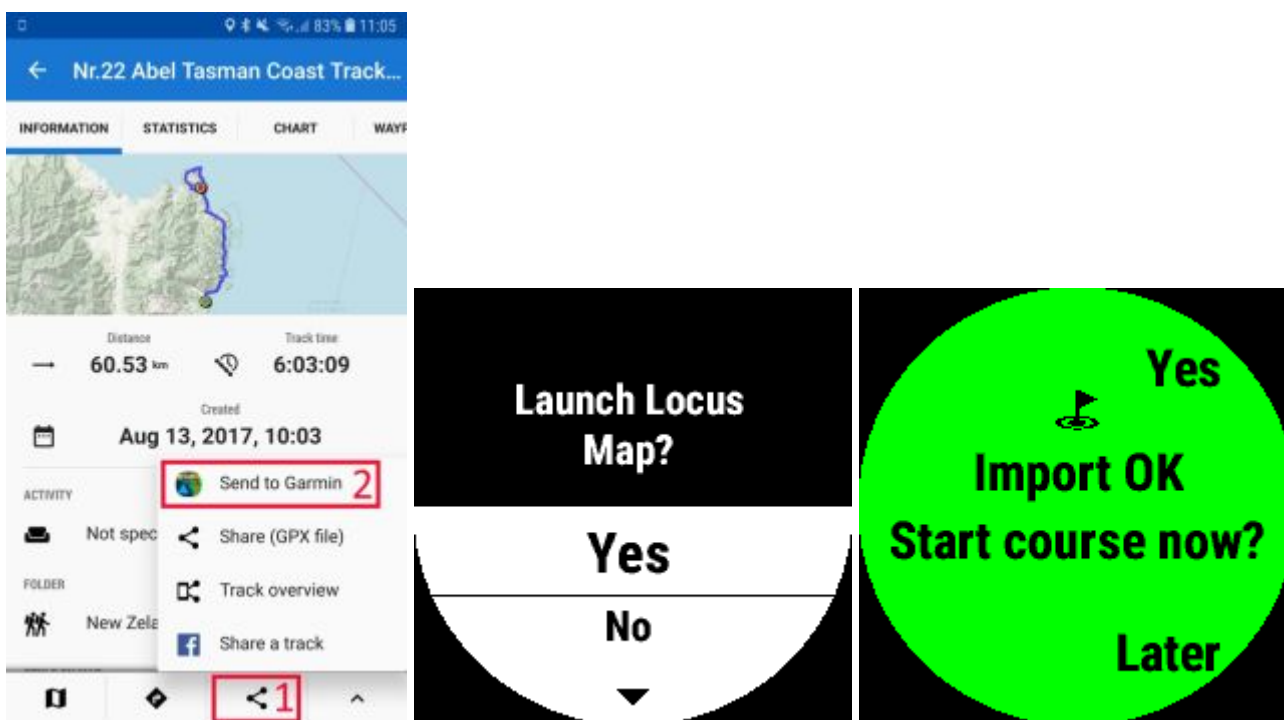 83% 11:05
Nr.22 Abel Tasman Coast Track...
INFORMATION STATISTICS CHART WAYP
Distance Track time
60.53 km 6:03:09
Created
Aug 13, 2017, 10:03
ACTIVITY
Send to Garmin 2
Not spec Share (GPX file)
FOLDER
Track overview
New Zela
Share a track
1
Launch Locus
Map?
Yes
No
Yes
Import OK
Start course now?
Later